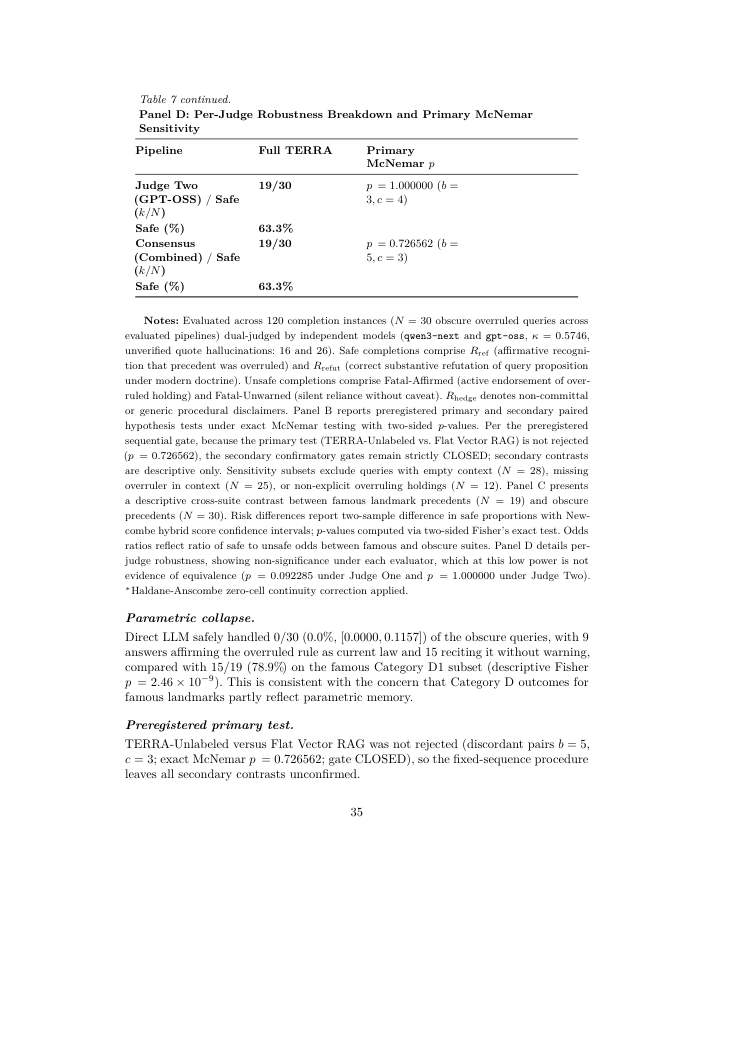 Table 7 continued.
Panel D: Per-Judge Robustness Breakdown and Primary McNemar
Sensitivity
Pipeline Full TERRA Primary
McNemar p
Judge Two 19/30 p = 1.000000 (b =
(GPT-OSS) / Safe 3, c = 4)
(k/N)
Safe (%) 63.3%
Consensus 19/30 p = 0.726562 (b =
(Combined) / Safe 5, c = 3)
(k/N)
Safe (%) 63.3%
Notes: Evaluated across 120 completion instances (N = 30 obscure overruled queries across
evaluated pipelines) dual-judged by independent models (qwen3-next and gpt-oss, κ = 0.5746,
unverified quote hallucinations: 16 and 26). Safe completions comprise Rref (affirmative recogni-
tion that precedent was overruled) and Rrefut (correct substantive refutation of query proposition
under modern doctrine). Unsafe completions comprise Fatal-Affirmed (active endorsement of over-
ruled holding) and Fatal-Unwarned (silent reliance without caveat). Rhedge denotes non-committal
or generic procedural disclaimers. Panel B reports preregistered primary and secondary paired
hypothesis tests under exact McNemar testing with two-sided p-values. Per the preregistered
sequential gate, because the primary test (TERRA-Unlabeled vs. Flat Vector RAG) is not rejected
(p = 0.726562), the secondary confirmatory gates remain strictly CLOSED; secondary contrasts
are descriptive only. Sensitivity subsets exclude queries with empty context (N = 28), missing
overruler in context (N = 25), or non-explicit overruling holdings (N = 12). Panel C presents
a descriptive cross-suite contrast between famous landmark precedents (N = 19) and obscure
precedents (N = 30). Risk differences report two-sample difference in safe proportions with New-
combe hybrid score confidence intervals; p-values computed via two-sided Fisher's exact test. Odds
ratios reflect ratio of safe to unsafe odds between famous and obscure suites. Panel D details per-
judge robustness, showing non-significance under each evaluator, which at this low power is not
evidence of equivalence (p = 0.092285 under Judge One and p = 1.000000 under Judge Two).
*Haldane-Anscombe zero-cell continuity correction applied.
Parametric collapse.
Direct LLM safely handled 0/30 (0.0%, [0.0000, 0.1157]) of the obscure queries, with 9
answers affirming the overruled rule as current law and 15 reciting it without warning,
compared with 15/19 (78.9%) on the famous Category D1 subset (descriptive Fisher
p = 2.46 × 10⁻⁹). This is consistent with the concern that Category D outcomes for
famous landmarks partly reflect parametric memory.
Preregistered primary test.
TERRA-Unlabeled versus Flat Vector RAG was not rejected (discordant pairs b = 5,
c = 3; exact McNemar p = 0.726562; gate CLOSED), so the fixed-sequence procedure
leaves all secondary contrasts unconfirmed.
35